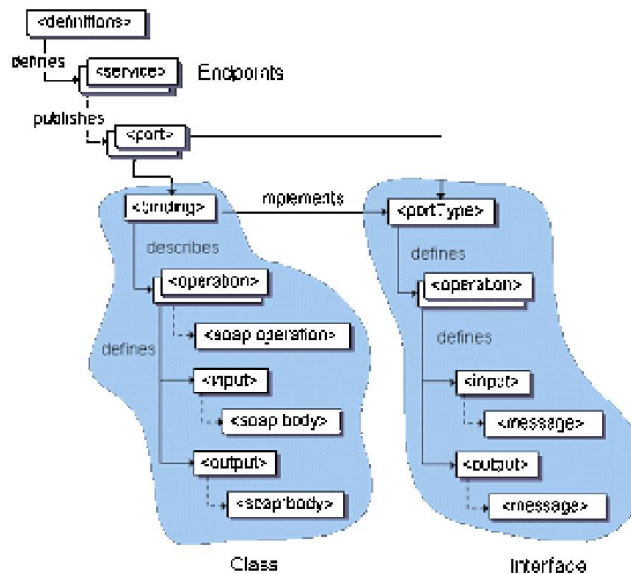 <definitions>
defines
<service>
Endpoints
publishes
<port>
<binding>
mplements
<portType>
describes
defines
<operation>
<operation>
defines
<soap operation>
defines
<input>
<input>
<soap body>
<message>
<output>
<output>
<soap body>
<message>
Class
Interface